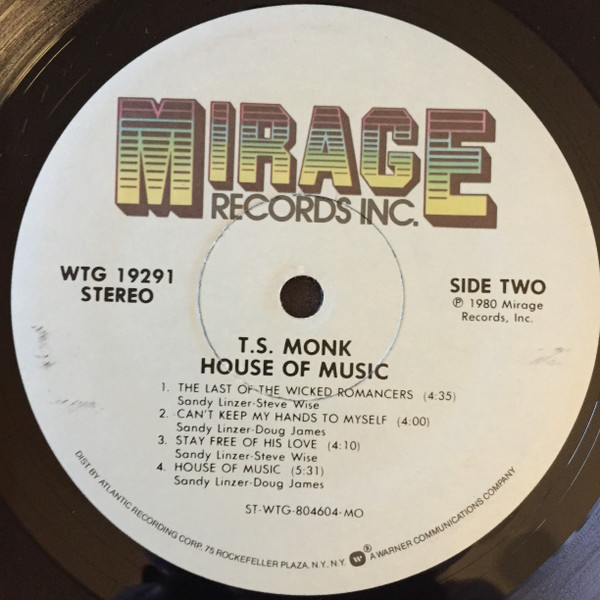 MIRAGE
RECORDS INC.
WTG 19291
STEREO
SIDE TWO
℗ 1980 Mirage
Records, Inc.
T.S. MONK
HOUSE OF MUSIC
1. THE LAST OF THE WICKED ROMANCERS (4:35)
Sandy Linzer-Steve Wise
2. CAN'T KEEP MY HANDS TO MYSELF (4:00)
Sandy Linzer-Doug James
3. STAY FREE OF HIS LOVE (4:10)
Sandy Linzer-Steve Wise
4. HOUSE OF MUSIC (5:31)
Sandy Linzer-Doug James
ST-WTG-804604-MO
DIST. BY ATLANTIC RECORDING CORP. 75 ROCKEFELLER PLAZA, N.Y. N.Y. W ® A WARNER COMMUNICATIONS COMPANY